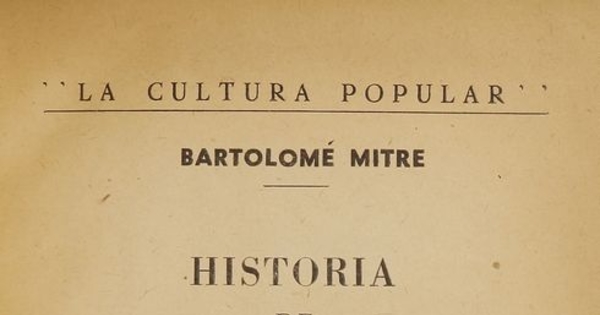 ``LA CULTURA POPULAR´´
BARTOLOMÉ MITRE
HISTORIA